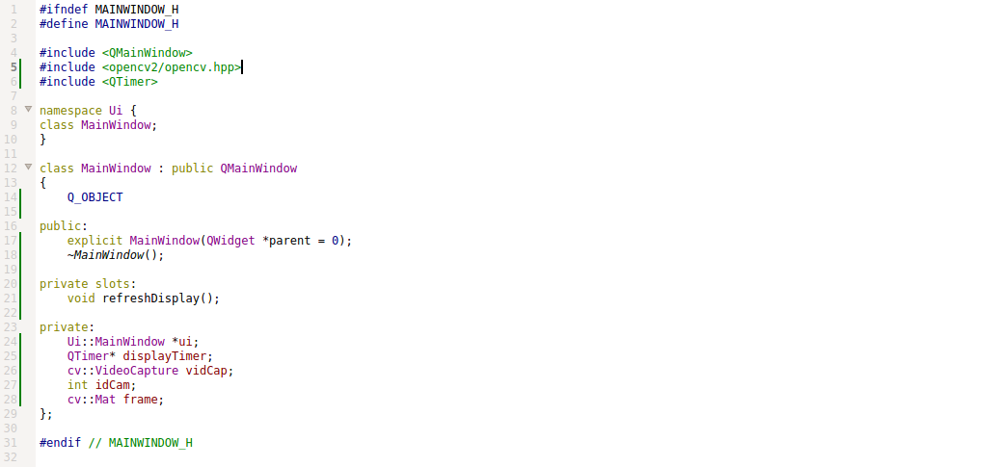 1 #ifndef MAINWINDOW_H
2 #define MAINWINDOW_H
3
4 #include <QMainWindow>
5 #include <opencv2/opencv.hpp>
6 #include <QTimer>
7
8 namespace Ui {
9 class MainWindow;
10 }
11
12 class MainWindow : public QMainWindow
13 {
14     Q_OBJECT
15
16 public:
17     explicit MainWindow(QWidget *parent = 0);
18     ~MainWindow();
19
20 private slots:
21     void refreshDisplay();
22
23 private:
24     Ui::MainWindow *ui;
25     QTimer* displayTimer;
26     cv::VideoCapture vidCap;
27     int idCam;
28     cv::Mat frame;
29 };
30
31 #endif // MAINWINDOW_H
32